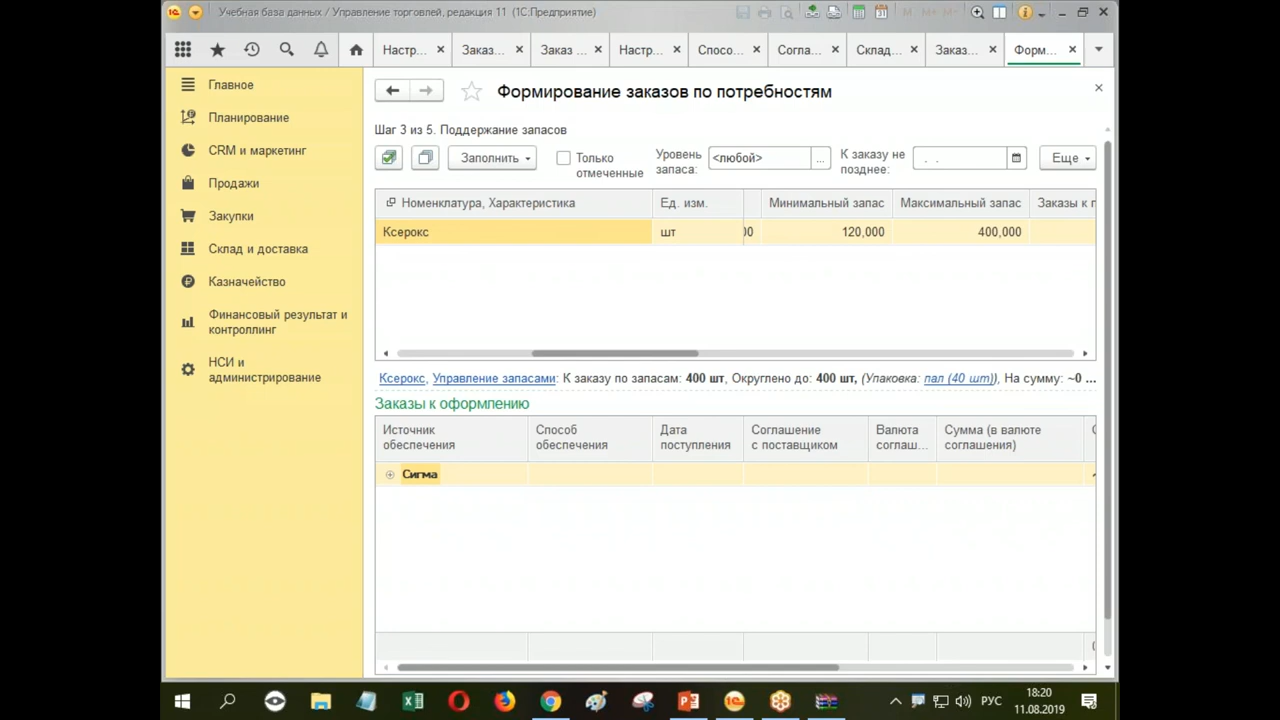 Учебная база данных / Управление торговлей, редакция 11 (1С:Предприятие)
M M+ M-
Настр... Заказ... Заказ ... Настр... Спосо... Согла... Склад... Заказ... Форм...
Главное
Планирование
CRM и маркетинг
Продажи
Закупки
Склад и доставка
Казначейство
Финансовый результат и
контроллинг
НСИ и
администрирование
Формирование заказов по потребностям
Шаг 3 из 5. Поддержание запасов
Заполнить
Только
отмеченные
Уровень
запаса:
<любой>
...
К заказу не
позднее:
. .
Еще
Номенклатура, Характеристика Ед. изм. Минимальный запас Максимальный запас Заказы к п
Ксерокс шт 00 120,000 400,000
Ксерокс, Управление запасами: К заказу по запасам: 400 шт, Округлено до: 400 шт, (Упаковка: пал (40 шт)), На сумму: ~0 ...
Заказы к оформлению
Источник
обеспечения
Способ
обеспечения
Дата
поступления
Соглашение
с поставщиком
Валюта
соглаш...
Сумма (в валюте
соглашения)
Сигма
РУС
18:20
11.08.2019